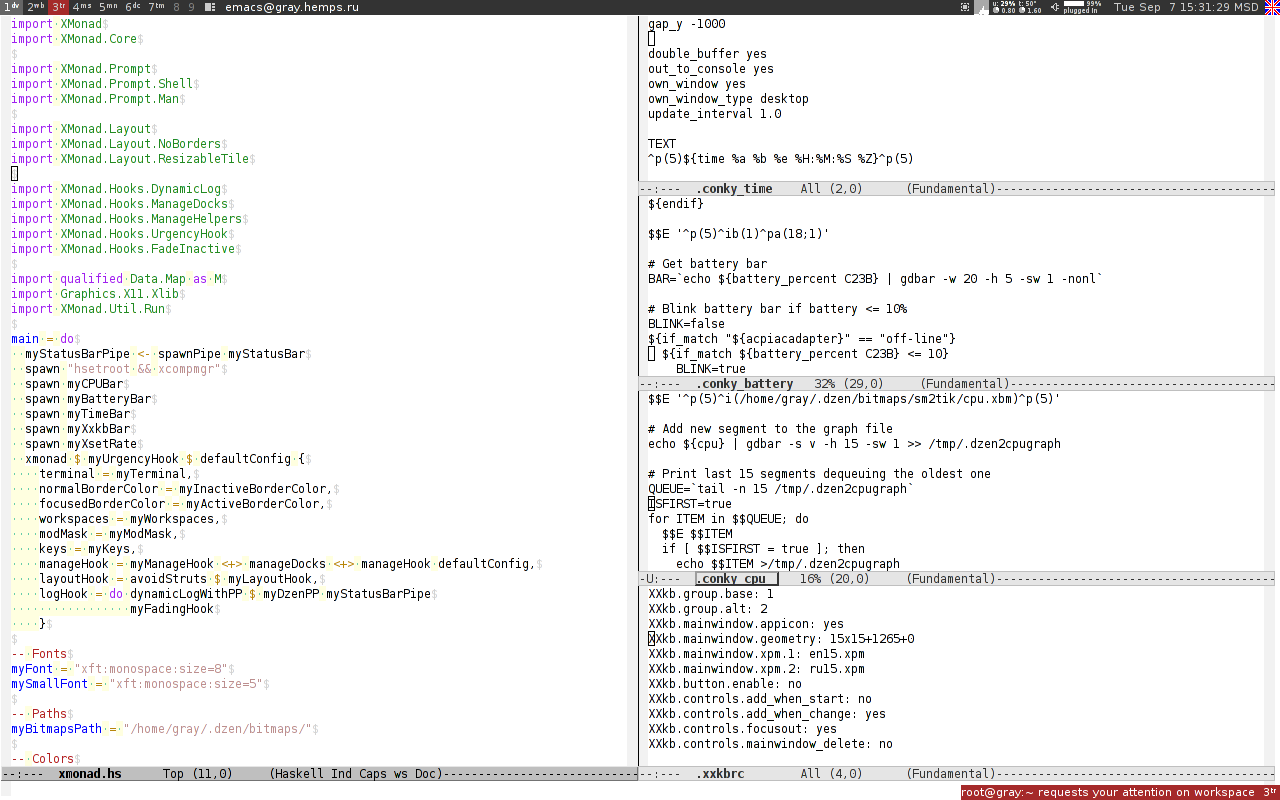 1dv 2wb 3tr 4ms 5mn 6dc 7tm 8 9 emacs@gray.hemps.ru
u: 29% t: 50° 0.80 1.60 99% plugged in Tue Sep 7 15:31:29 MSD
import XMonad$
import XMonad.Core$
$
import·XMonad.Prompt$
import·XMonad.Prompt.Shell$
import·XMonad.Prompt.Man$
$
import·XMonad.Layout$
import·XMonad.Layout.NoBorders$
import·XMonad.Layout.ResizableTile$
$
import·XMonad.Hooks.DynamicLog$
import·XMonad.Hooks.ManageDocks$
import·XMonad.Hooks.ManageHelpers$
import·XMonad.Hooks.UrgencyHook$
import·XMonad.Hooks.FadeInactive$
$
import·qualified·Data.Map·as·M$
import·Graphics.X11.Xlib$
import·XMonad.Util.Run$
$
main·=·do$
··myStatusBarPipe·<-·spawnPipe·myStatusBar$
··spawn·"hsetroot·&&·xcompmgr"$
··spawn·myCPUBar$
··spawn·myBatteryBar$
··spawn·myTimeBar$
··spawn·myXxkbBar$
··spawn·myXsetRate$
··xmonad·$·myUrgencyHook·$·defaultConfig·{$
····terminal·=·myTerminal,$
····normalBorderColor·=·myInactiveBorderColor,$
····focusedBorderColor·=·myActiveBorderColor,$
····workspaces·=·myWorkspaces,$
····modMask·=·myModMask,$
····keys·=·myKeys,$
····manageHook·=·myManageHook·<+>·manageDocks·<+>·manageHook·defaultConfig,$
····layoutHook·=·avoidStruts·$·myLayoutHook,$
····logHook·=·do·dynamicLogWithPP·$·myDzenPP·myStatusBarPipe$
·················myFadingHook$
····}$
$
--·Fonts$
myFont·=·"xft:monospace:size=8"$
mySmallFont·=·"xft:monospace:size=5"$
$
--·Paths$
myBitmapsPath·=·"/home/gray/.dzen/bitmaps/"$
$
--·Colors$
--:---  xmonad.hs      Top (11,0)     (Haskell Ind Caps ws Doc)---------------------------
gap_y -1000
double_buffer yes
out_to_console yes
own_window yes
own_window_type desktop
update_interval 1.0
TEXT
^p(5)${time %a %b %e %H:%M:%S %Z}^p(5)
--:---  .conky_time    All (2,0)      (Fundamental)---------------------------------------
${endif}
$$E '^p(5)^ib(1)^pa(18;1)'
# Get battery bar
BAR=`echo ${battery_percent C23B} | gdbar -w 20 -h 5 -sw 1 -nonl`
# Blink battery bar if battery <= 10%
BLINK=false
${if_match "${acpiacadapter}" == "off-line"}
  ${if_match ${battery_percent C23B} <= 10}
    BLINK=true
--:---  .conky_battery   32% (29,0)     (Fundamental)-------------------------------------
$$E '^p(5)^i(/home/gray/.dzen/bitmaps/sm2tik/cpu.xbm)^p(5)'
# Add new segment to the graph file
echo ${cpu} | gdbar -s v -h 15 -sw 1 >> /tmp/.dzen2cpugraph
# Print last 15 segments dequeuing the oldest one
QUEUE=`tail -n 15 /tmp/.dzen2cpugraph`
ISFIRST=true
for ITEM in $$QUEUE; do
  $$E $$ITEM
  if [ $$ISFIRST = true ]; then
    echo $$ITEM >/tmp/.dzen2cpugraph
-U:---  .conky_cpu     16% (20,0)     (Fundamental)---------------------------------------
XXkb.group.base: 1
XXkb.group.alt: 2
XXkb.mainwindow.appicon: yes
XXkb.mainwindow.geometry: 15x15+1265+0
XXkb.mainwindow.xpm.1: en15.xpm
XXkb.mainwindow.xpm.2: ru15.xpm
XXkb.button.enable: no
XXkb.controls.add_when_start: no
XXkb.controls.add_when_change: yes
XXkb.controls.focusout: yes
XXkb.controls.mainwindow_delete: no
--:---  .xxkbrc        All (4,0)      (Fundamental)---------------------------------------
root@gray:~ requests your attention on workspace 3tr